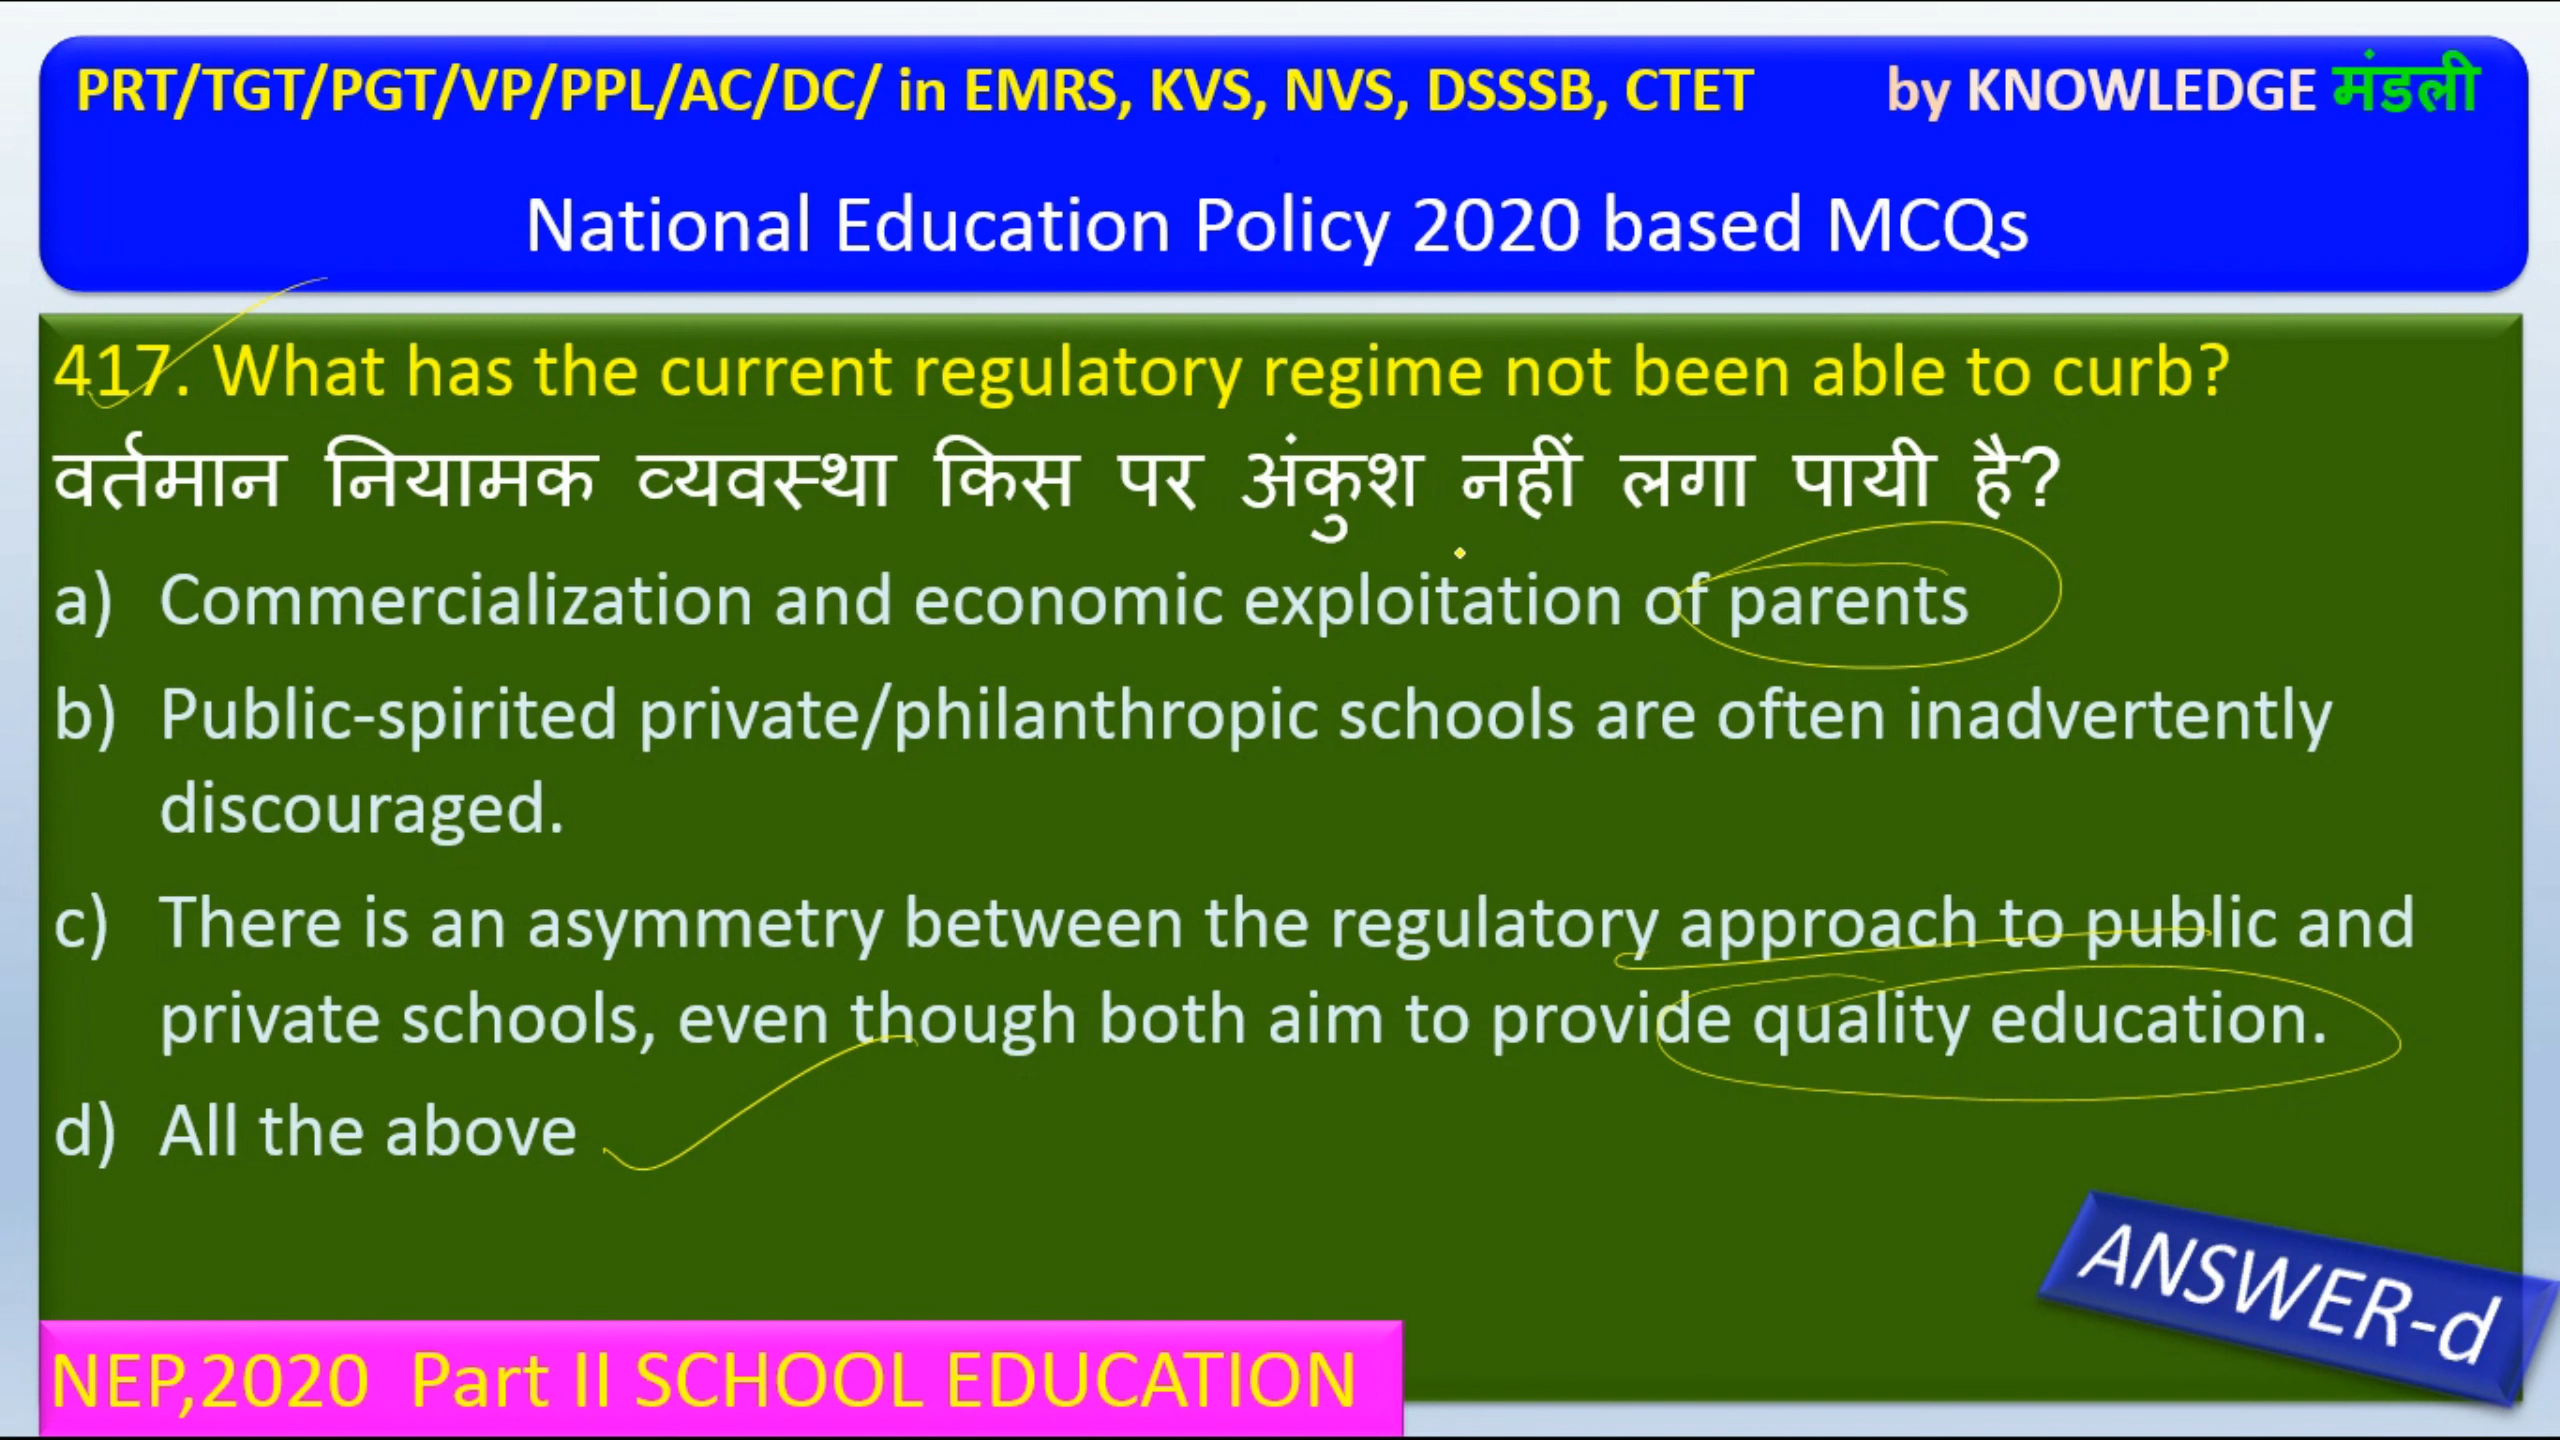 PRT/TGT/PGT/VP/PPL/AC/DC/ in EMRS, KVS, NVS, DSSSB, CTET by KNOWLEDGE मंडली
National Education Policy 2020 based MCQs
417. What has the current regulatory regime not been able to curb?
वर्तमान नियामक व्यवस्था किस पर अंकुश नहीं लगा पायी है?
a) Commercialization and economic exploitation of parents
b) Public-spirited private/philanthropic schools are often inadvertently
discouraged.
c) There is an asymmetry between the regulatory approach to public and
private schools, even though both aim to provide quality education.
d) All the above
ANSWER-d
NEP,2020 Part II SCHOOL EDUCATION